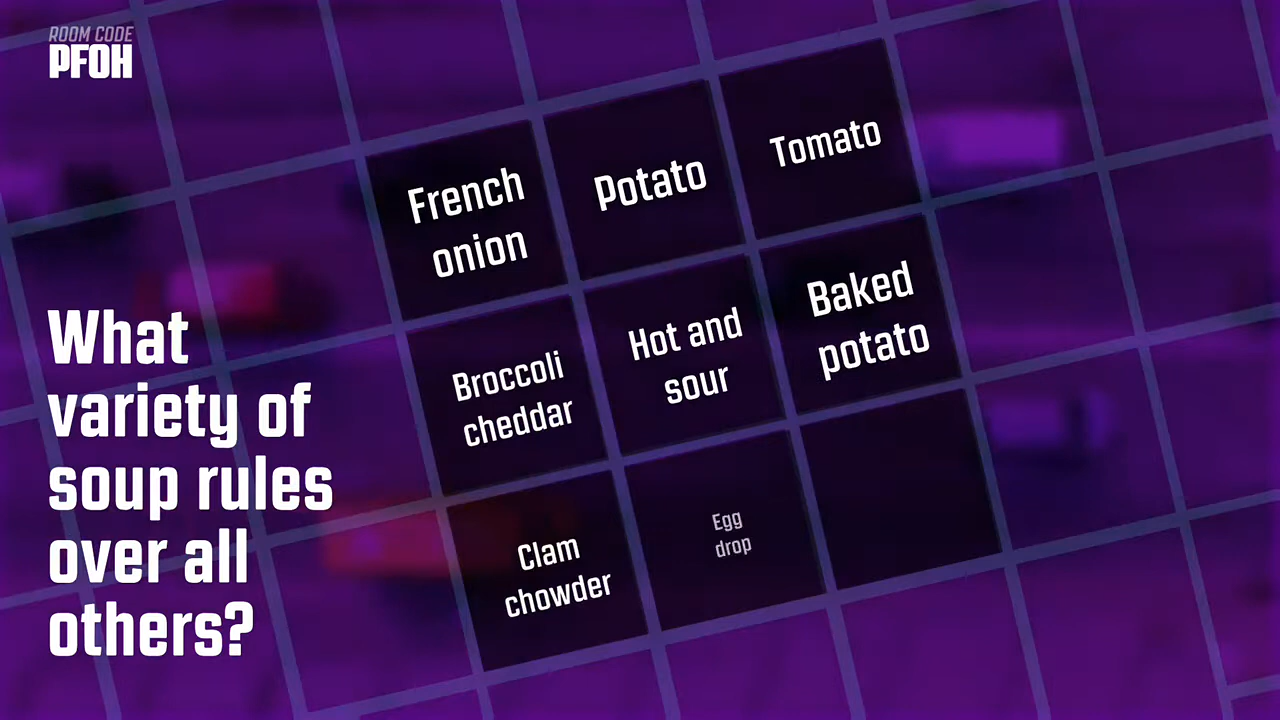 ROOM CODE
PFOH
What
variety of
soup rules
over all
others?
French
onion
Potato
Tomato
Broccoli
cheddar
Hot and
sour
Baked
potato
Clam
chowder
Egg
drop